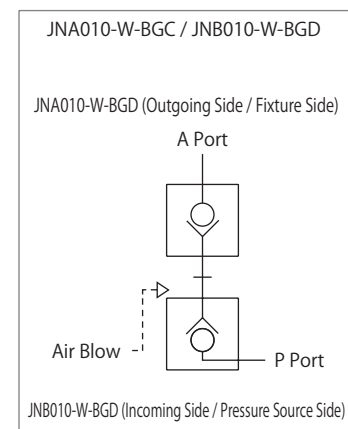 JNA010-W-BGC / JNB010-W-BGD
JNA010-W-BGD (Outgoing Side / Fixture Side)
A Port
Air Blow
P Port
JNB010-W-BGD (Incoming Side / Pressure Source Side)